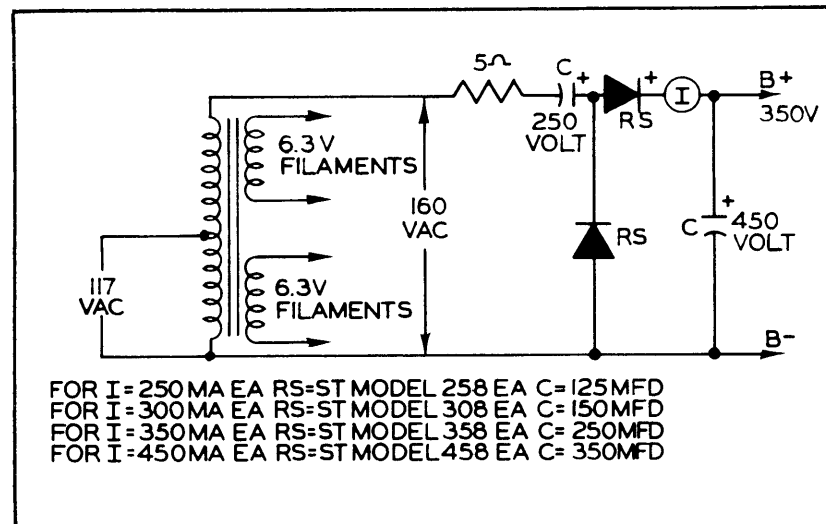 5Ω
C
+
+
I
B+
350V
250
VOLT
RS
6.3V
FILAMENTS
160
VAC
RS
+
C
450
VOLT
117
VAC
6.3V
FILAMENTS
B-
FOR I=250MA EA RS=ST MODEL 258 EA C=125MFD
FOR I=300MA EA RS=ST MODEL 308 EA C=150MFD
FOR I=350MA EA RS=ST MODEL 358 EA C=250MFD
FOR I=450MA EA RS=ST MODEL 458 EA C=350MFD